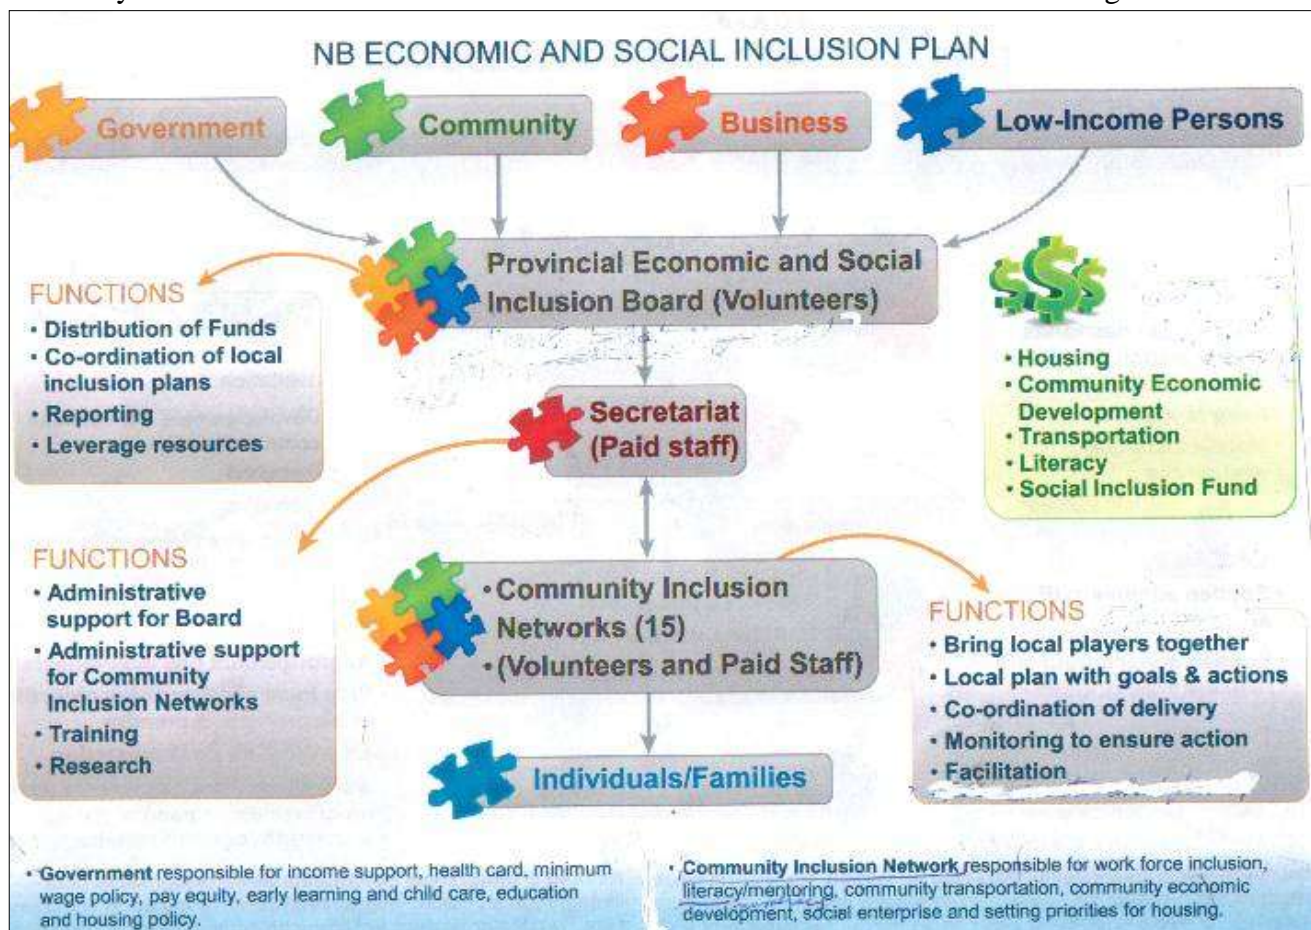 NB ECONOMIC AND SOCIAL INCLUSION PLAN
Government
Community
Business
Low-Income Persons
Provincial Economic and Social
Inclusion Board (Volunteers)
FUNCTIONS
• Distribution of Funds
• Co-ordination of local
inclusion plans
• Reporting
• Leverage resources
$$$
• Housing
• Community Economic
Development
• Transportation
• Literacy
• Social Inclusion Fund
Secretariat
(Paid staff)
FUNCTIONS
• Administrative
support for Board
• Administrative support
for Community
Inclusion Networks
• Training
• Research
• Community Inclusion
Networks (15)
• (Volunteers and Paid Staff)
FUNCTIONS
• Bring local players together
• Local plan with goals & actions
• Co-ordination of delivery
• Monitoring to ensure action
• Facilitation
Individuals/Families
• Government responsible for income support, health card, minimum
wage policy, pay equity, early learning and child care, education
and housing policy.
• Community Inclusion Network responsible for work force inclusion,
literacy/mentoring, community transportation, community economic
development, social enterprise and setting priorities for housing.